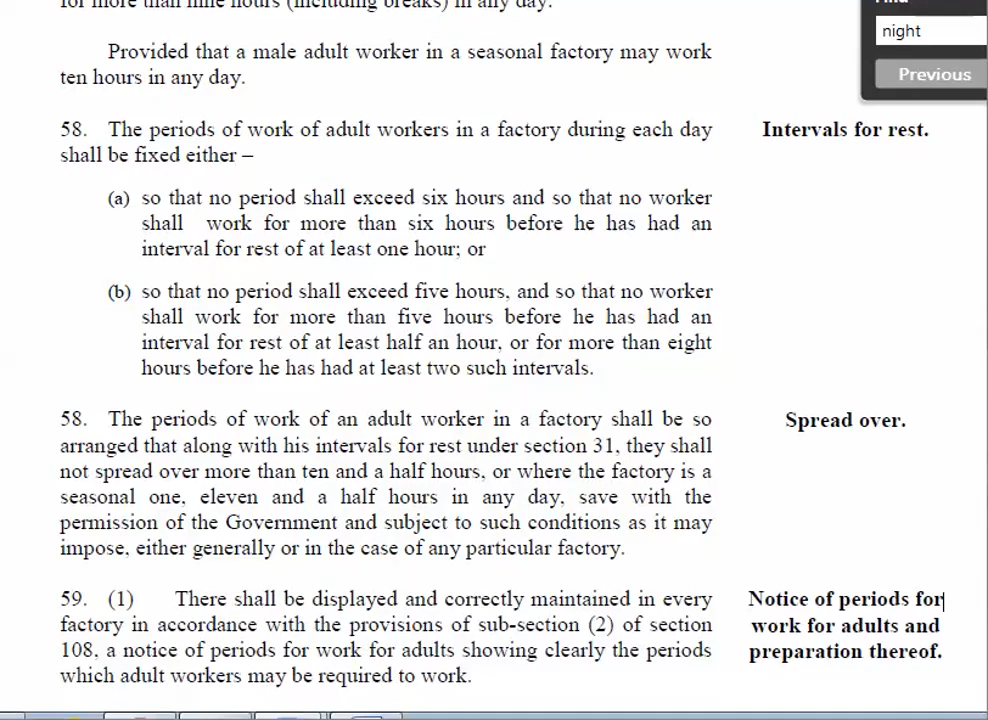 for more than nine hours (including breaks) in any day.
Find
night
Previous
Provided that a male adult worker in a seasonal factory may work
ten hours in any day.
58. The periods of work of adult workers in a factory during each day
shall be fixed either –
Intervals for rest.
(a) so that no period shall exceed six hours and so that no worker
shall work for more than six hours before he has had an
interval for rest of at least one hour; or
(b) so that no period shall exceed five hours, and so that no worker
shall work for more than five hours before he has had an
interval for rest of at least half an hour, or for more than eight
hours before he has had at least two such intervals.
58. The periods of work of an adult worker in a factory shall be so
arranged that along with his intervals for rest under section 31, they shall
not spread over more than ten and a half hours, or where the factory is a
seasonal one, eleven and a half hours in any day, save with the
permission of the Government and subject to such conditions as it may
impose, either generally or in the case of any particular factory.
Spread over.
59. (1) There shall be displayed and correctly maintained in every
factory in accordance with the provisions of sub-section (2) of section
108, a notice of periods for work for adults showing clearly the periods
which adult workers may be required to work.
Notice of periods for
work for adults and
preparation thereof.